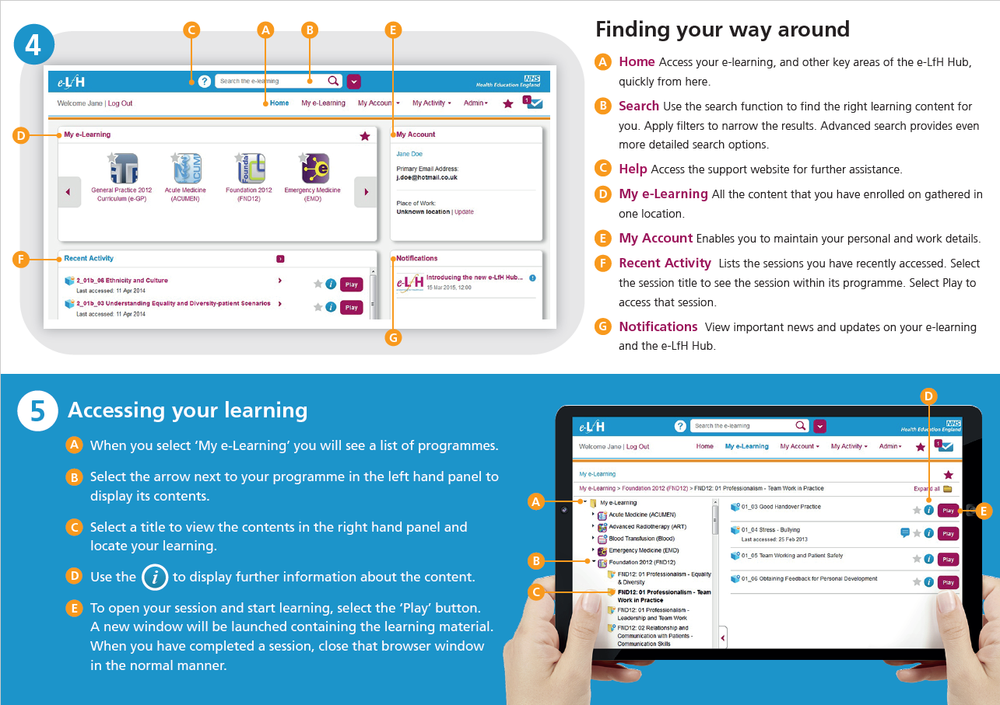 4
C
A
B
E
e-LfH
?
Search the e-learning
NHS
Health Education England
Welcome Jane | Log Out
Home
My e-Learning
My Account
My Activity
Admin
1
D
My e-Learning
General Practice 2012
Curriculum (e-GP)
CUM
Acute Medicine
(ACUMEN)
Founda
Foundation 2012
(FND12)
e
Emergency Medicine
(EMD)
My Account
Jane Doe
Primary Email Address:
j.doe@hotmail.co.uk
Place of Work:
Unknown location | Update
F
Recent Activity
2_01b_06 Ethnicity and Culture
Last accessed: 11 Apr 2014
i
Play
2_01b_03 Understanding Equality and Diversity-patient Scenarios
Last accessed: 11 Apr 2014
i
Play
Notifications
e-LfH
Introducing the new e-LfH Hub...
15 Mar 2015, 12:00
G
Finding your way around
A Home Access your e-learning, and other key areas of the e-LfH Hub,
quickly from here.
B Search Use the search function to find the right learning content for
you. Apply filters to narrow the results. Advanced search provides even
more detailed search options.
C Help Access the support website for further assistance.
D My e-Learning All the content that you have enrolled on gathered in
one location.
E My Account Enables you to maintain your personal and work details.
F Recent Activity Lists the sessions you have recently accessed. Select
the session title to see the session within its programme. Select Play to
access that session.
G Notifications View important news and updates on your e-learning
and the e-LfH Hub.
5 Accessing your learning
A When you select ‘My e-Learning’ you will see a list of programmes.
B Select the arrow next to your programme in the left hand panel to
display its contents.
C Select a title to view the contents in the right hand panel and
locate your learning.
D Use the i to display further information about the content.
E To open your session and start learning, select the ‘Play’ button.
A new window will be launched containing the learning material.
When you have completed a session, close that browser window
in the normal manner.
D
e-LfH
?
Search the e-learning
NHS
Health Education England
Welcome Jane | Log Out
Home
My e-Learning
My Account
My Activity
Admin
1
My e-Learning
My e-Learning > Foundation 2012 (FND12) > FND12: 01 Professionalism - Team Work in Practice
Expand all
A
My e-Learning
Acute Medicine (ACUMEN)
Advanced Radiotherapy (ART)
Blood Transfusion (Blood)
Emergency Medicine (EMD)
B
Foundation 2012 (FND12)
FND12: 01 Professionalism - Equality
& Diversity
C
FND12: 01 Professionalism - Team
Work in Practice
FND12: 01 Professionalism -
Leadership and Team Work
FND12: 02 Relationship and
Communication with Patients -
Communication Skills
01_03 Good Handover Practice
i
Play
E
01_04 Stress - Bullying
Last accessed: 25 Feb 2013
i
Play
01_05 Team Working and Patient Safety
i
Play
01_06 Obtaining Feedback for Personal Development
i
Play